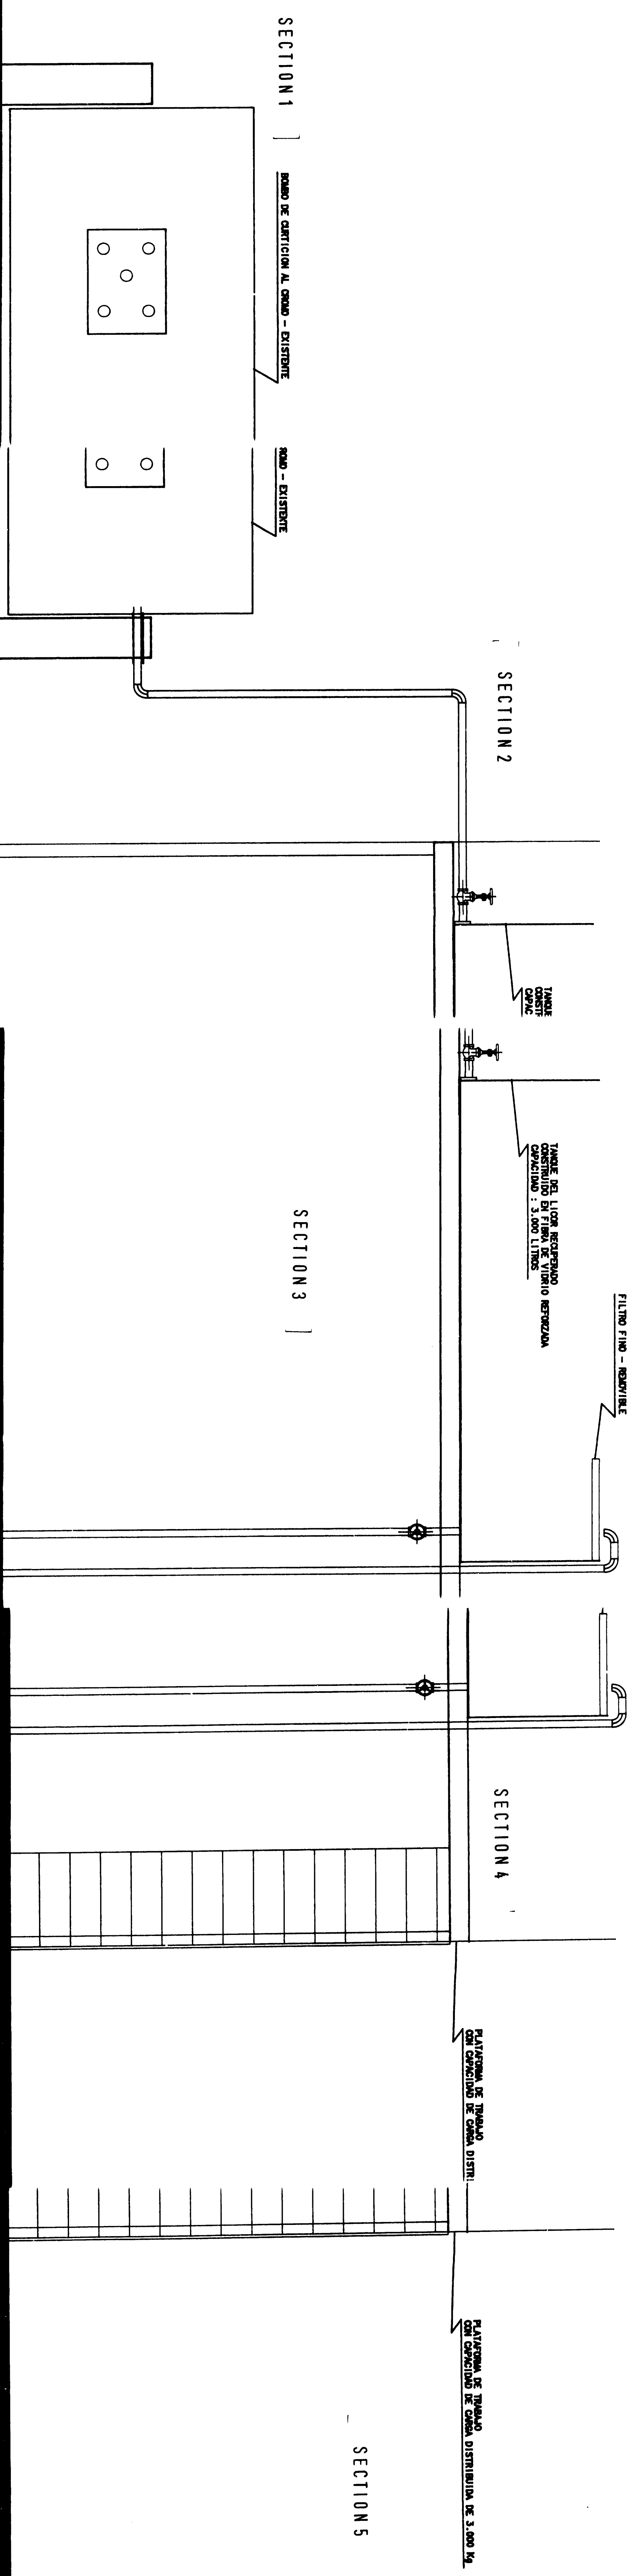 SECTION 1
BOMBO DE CURTICION AL CROMO - EXISTENTE
ROMO - EXISTENTE
SECTION 2
TANQUE
CONSTR
CAPAC
TANQUE DEL LICOR RECUPERADO
CONSTRUIDO EN FIBRA DE VIDRIO REFORZADA
CAPACIDAD : 3.000 LITROS
SECTION 3
FILTRO FINO - REMOVIBLE
SECTION 4
PLATAFORMA DE TRABAJO
CON CAPACIDAD DE CARGA DISTRI
PLATAFORMA DE TRABAJO
CON CAPACIDAD DE CARGA DISTRIBUIDA DE 3.000 Kg
SECTION 5